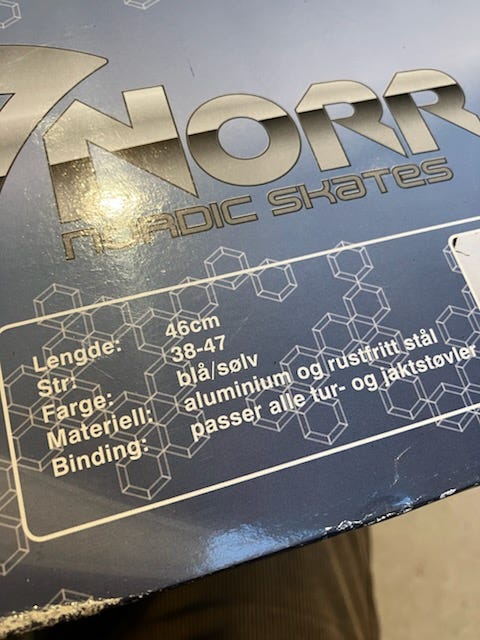 NORR
NORDIC SKATES
Lengde: 46cm
Str: 38-47
Farge: blå/sølv
Materiell: aluminium og rustfritt stål
Binding: passer alle tur- og jaktstøvler